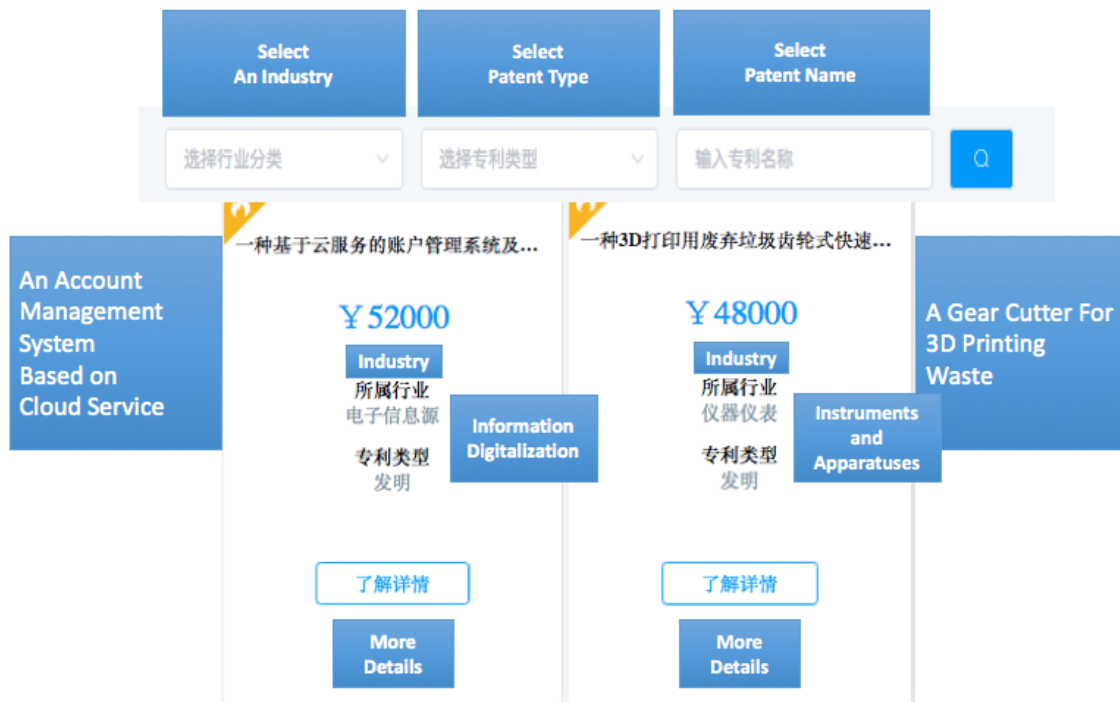 Select
An Industry
Select
Patent Type
Select
Patent Name
选择行业分类
选择专利类型
输入专利名称
An Account
Management
System
Based on
Cloud Service
一种基于云服务的账户管理系统及...
￥52000
Industry
所属行业
电子信息源
Information
Digitalization
专利类型
发明
了解详情
More
Details
一种3D打印用废弃垃圾齿轮式快速...
￥48000
Industry
所属行业
仪器仪表
Instruments
and
Apparatuses
专利类型
发明
了解详情
More
Details
A Gear Cutter For
3D Printing
Waste